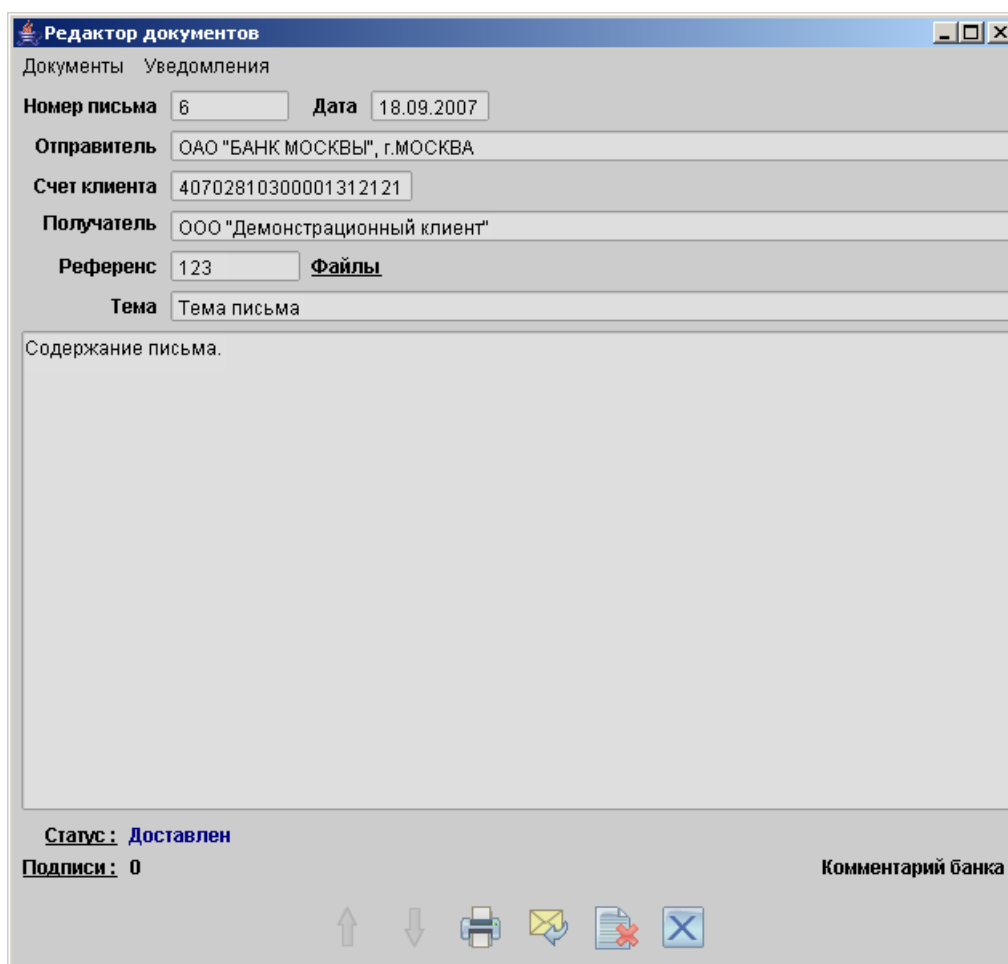 Редактор документов
Документы Уведомления
Номер письма 6 Дата 18.09.2007
Отправитель ОАО "БАНК МОСКВЫ", г.МОСКВА
Счет клиента 40702810300001312121
Получатель ООО "Демонстрационный клиент"
Референс 123 Файлы
Тема Тема письма
Содержание письма.
Статус : Доставлен
Подписи : 0 Комментарий банка